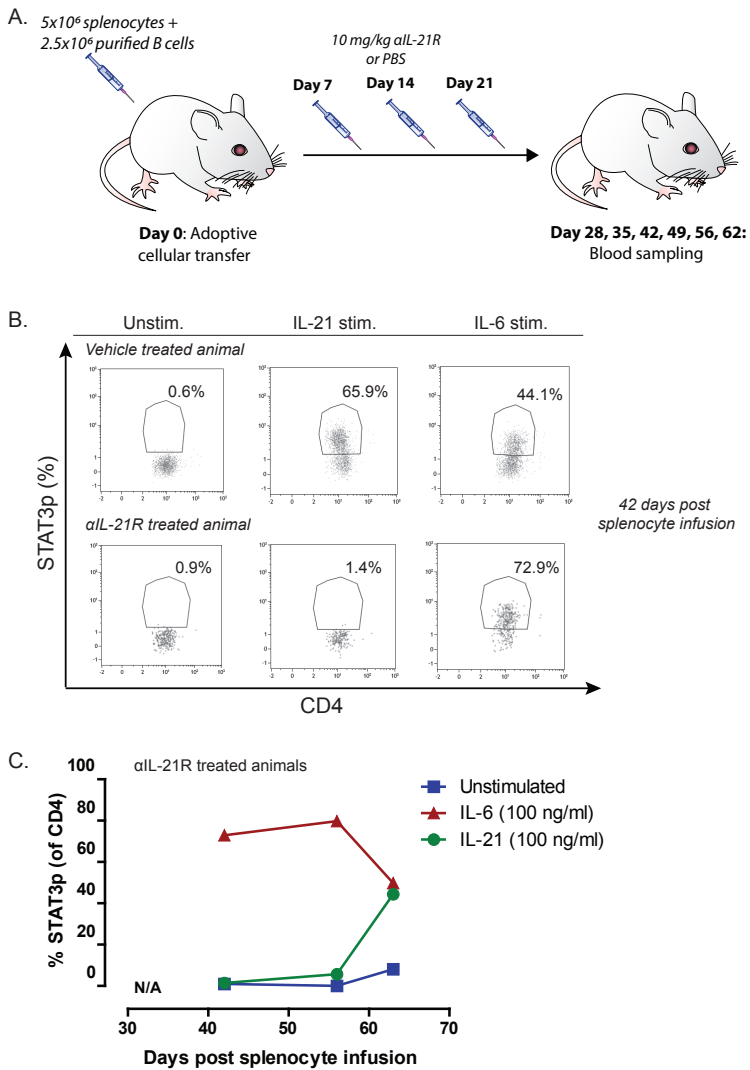 A.
5x10⁶ splenocytes +
2.5x10⁶ purified B cells
10 mg/kg αIL-21R
or PBS
Day 7
Day 14
Day 21
Day 0: Adoptive
cellular transfer
Day 28, 35, 42, 49, 56, 62:
Blood sampling
B.
Unstim.
IL-21 stim.
IL-6 stim.
Vehicle treated animal
0.6%
65.9%
44.1%
STAT3p (%)
αIL-21R treated animal
0.9%
1.4%
72.9%
42 days post
splenocyte infusion
CD4
C.
αIL-21R treated animals
100
80
60
40
20
0
% STAT3p (of CD4)
N/A
30 40 50 60 70
Days post splenocyte infusion
Unstimulated
IL-6 (100 ng/ml)
IL-21 (100 ng/ml)